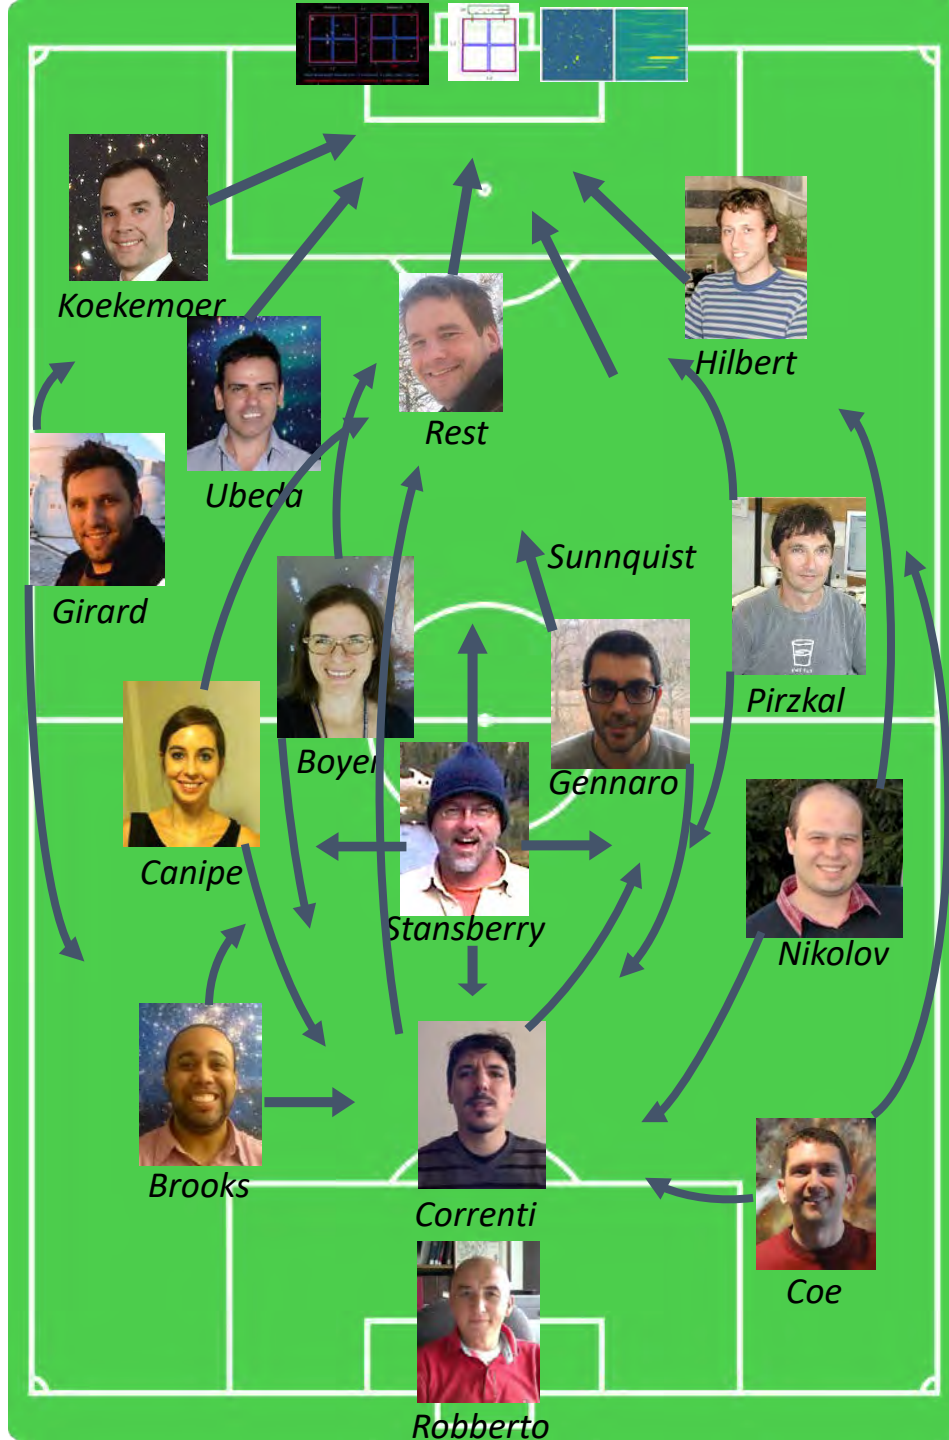 Koekemoer
Hilbert
Rest
Ubeda
Sunnquist
Girard
Pirzkal
Boyer
Gennaro
Canipe
Stansberry
Nikolov
Brooks
Correnti
Coe
Robberto